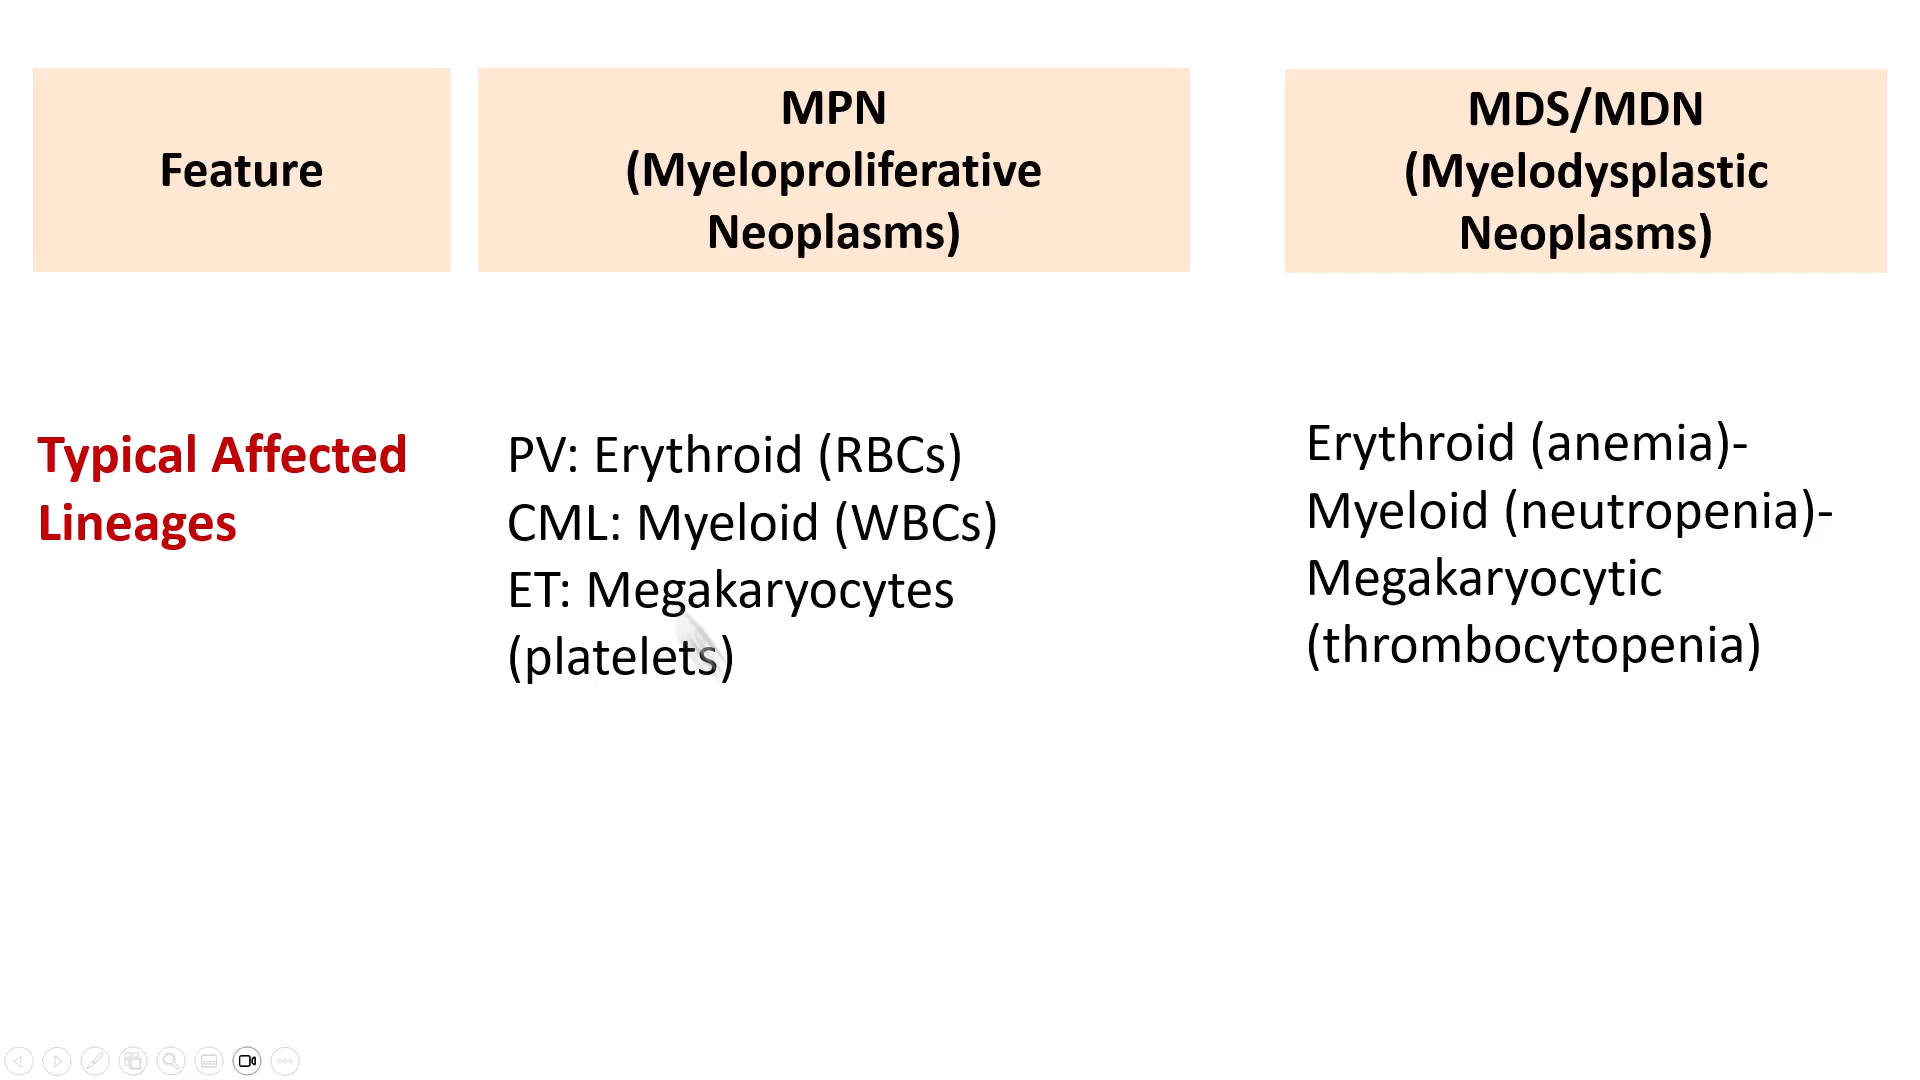 Feature
MPN
(Myeloproliferative
Neoplasms)
MDS/MDN
(Myelodysplastic
Neoplasms)
Typical Affected
Lineages
PV: Erythroid (RBCs)
CML: Myeloid (WBCs)
ET: Megakaryocytes
(platelets)
Erythroid (anemia)-
Myeloid (neutropenia)-
Megakaryocytic
(thrombocytopenia)